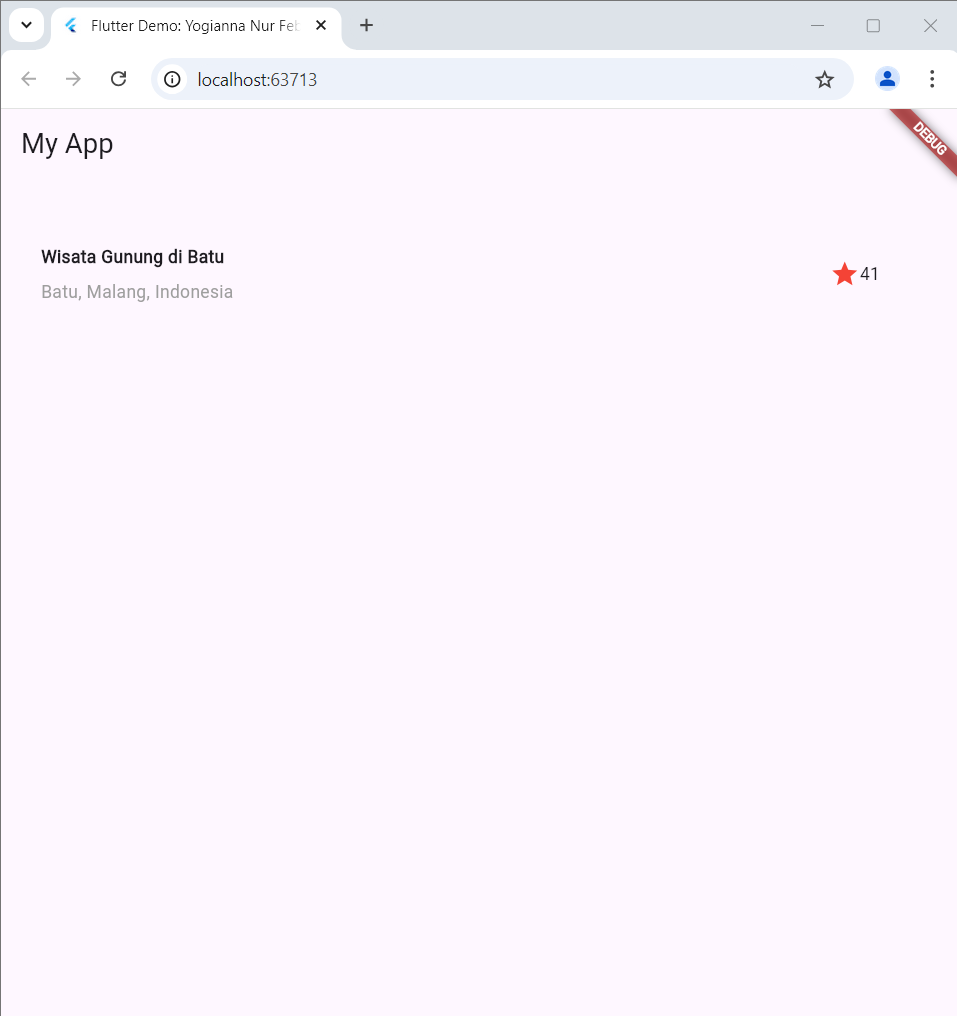 Flutter Demo: Yogianna Nur Feb
localhost:63713
My App
DEBUG
Wisata Gunung di Batu
41
Batu, Malang, Indonesia